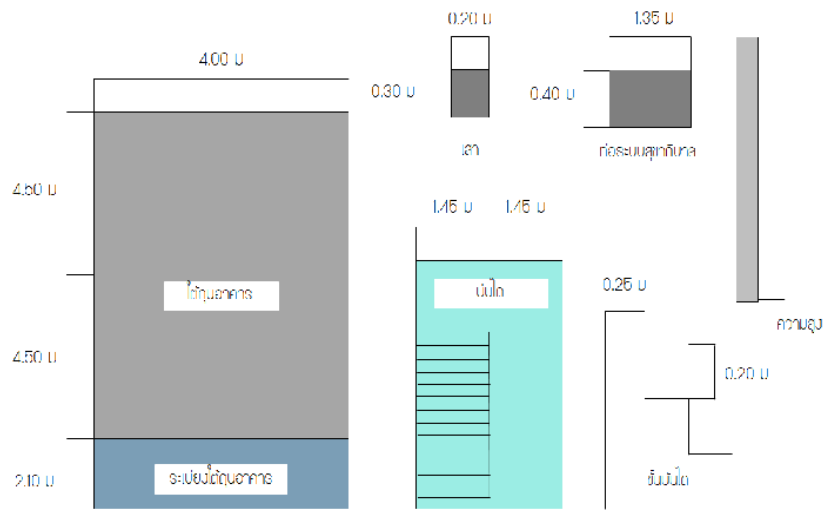 0.20 ม
1.35 ม
4.00 ม
0.30 ม
0.40 ม
เสา
ท่อระบบสุขาภิบาล
4.50 ม
1.45 ม
1.45 ม
ใต้ถุนอาคาร
บันได
0.25 ม
ความสูง
4.50 ม
0.20 ม
2.10 ม
ระเบียงใต้ถุนอาคาร
ขั้นบันได